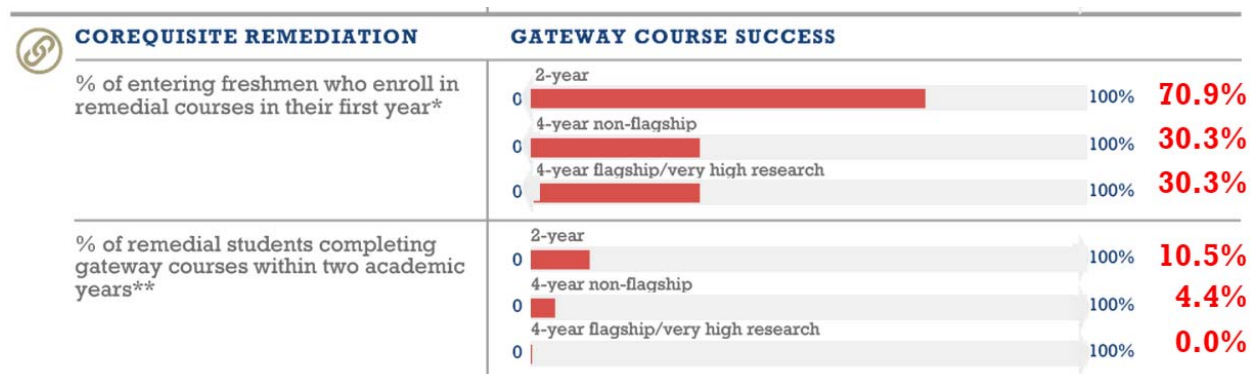 COREQUISITE REMEDIATION
GATEWAY COURSE SUCCESS
% of entering freshmen who enroll in
remedial courses in their first year*
2-year
0 100% 70.9%
4-year non-flagship
0 100% 30.3%
4-year flagship/very high research
0 100% 30.3%
% of remedial students completing
gateway courses within two academic
years**
2-year
0 100% 10.5%
4-year non-flagship
0 100% 4.4%
4-year flagship/very high research
0 100% 0.0%